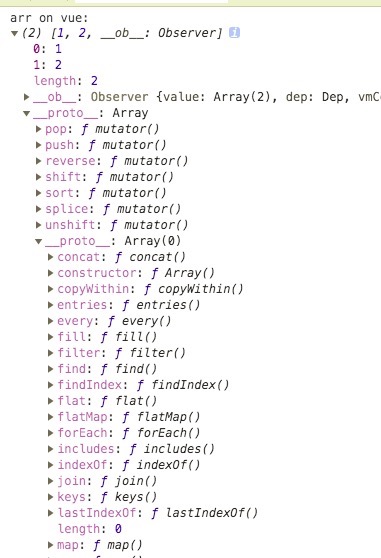 arr on vue:
▼(2) [1, 2, __ob__: Observer] i
0: 1
1: 2
length: 2
▶__ob__: Observer {value: Array(2), dep: Dep, vmC
▼__proto__: Array
▶pop: ƒ mutator()
▶push: ƒ mutator()
▶reverse: ƒ mutator()
▶shift: ƒ mutator()
▶sort: ƒ mutator()
▶splice: ƒ mutator()
▶unshift: ƒ mutator()
▼__proto__: Array(0)
▶concat: ƒ concat()
▶constructor: ƒ Array()
▶copyWithin: ƒ copyWithin()
▶entries: ƒ entries()
▶every: ƒ every()
▶fill: ƒ fill()
▶filter: ƒ filter()
▶find: ƒ find()
▶findIndex: ƒ findIndex()
▶flat: ƒ flat()
▶flatMap: ƒ flatMap()
▶forEach: ƒ forEach()
▶includes: ƒ includes()
▶indexOf: ƒ indexOf()
▶join: ƒ join()
▶keys: ƒ keys()
▶lastIndexOf: ƒ lastIndexOf()
length: 0
▶map: ƒ map()